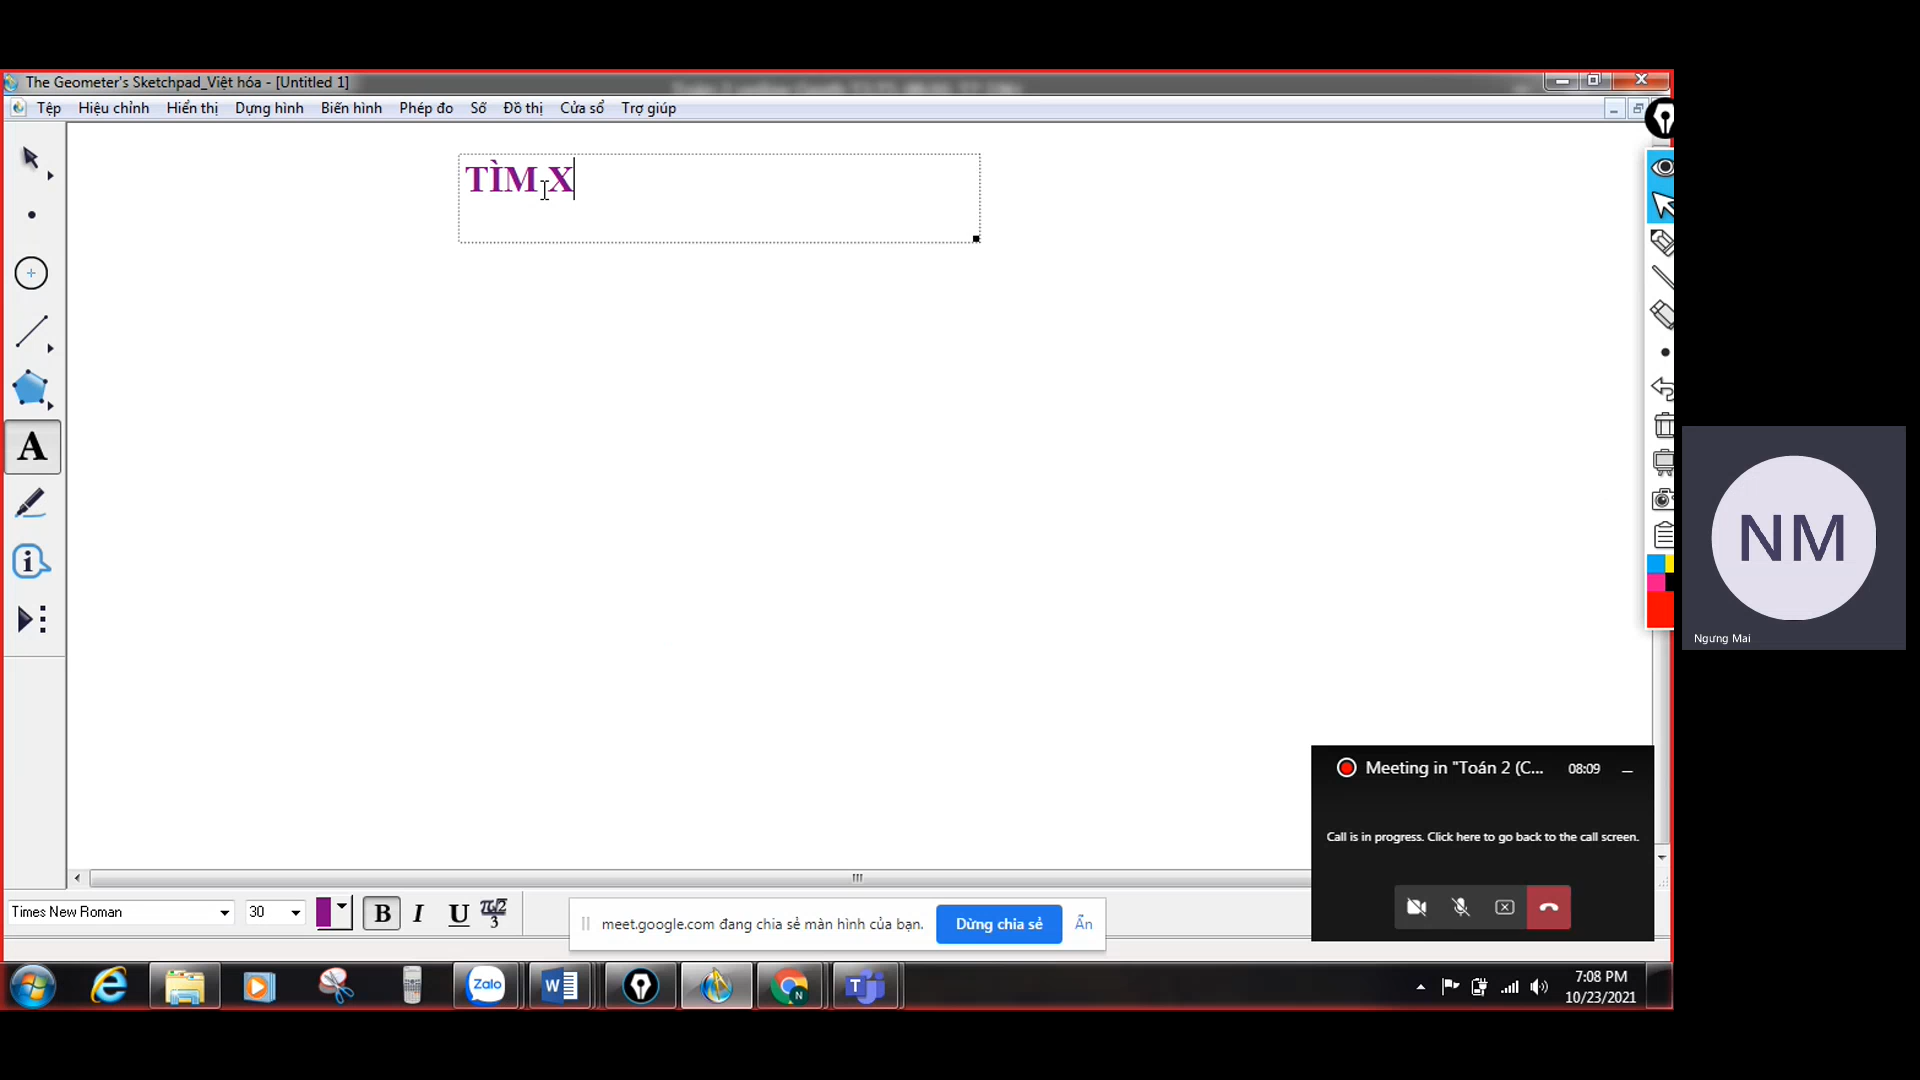 The Geometer's Sketchpad_Việt hóa - [Untitled 1]
Tệp Hiệu chỉnh Hiển thị Dựng hình Biến hình Phép đo Số Đồ thị Cửa sổ Trợ giúp
TÌM X
A
NM
Ngưng Mai
Meeting in "Toán 2 (C... 08:09
Call is in progress. Click here to go back to the call screen.
Times New Roman 30 B I U
meet.google.com đang chia sẻ màn hình của bạn. Dừng chia sẻ Ẩn
Zalo
7:08 PM
10/23/2021